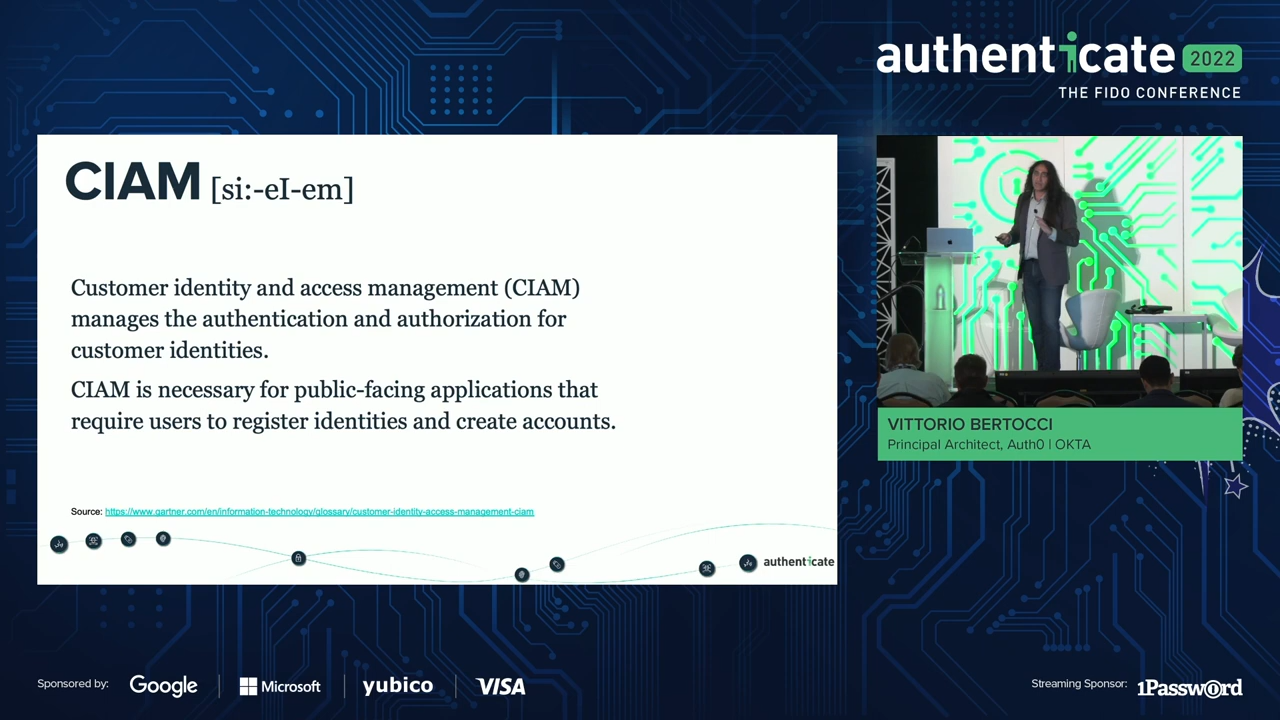 authenticate 2022
THE FIDO CONFERENCE
CIAM [si:-eI-em]
Customer identity and access management (CIAM)
manages the authentication and authorization for
customer identities.
CIAM is necessary for public-facing applications that
require users to register identities and create accounts.
Source: https://www.gartner.com/en/information-technology/glossary/customer-identity-access-management-ciam
authenticate
VITTORIO BERTOCCI
Principal Architect, Auth0 | OKTA
Sponsored by: Google Microsoft yubico VISA
Streaming Sponsor: 1Password